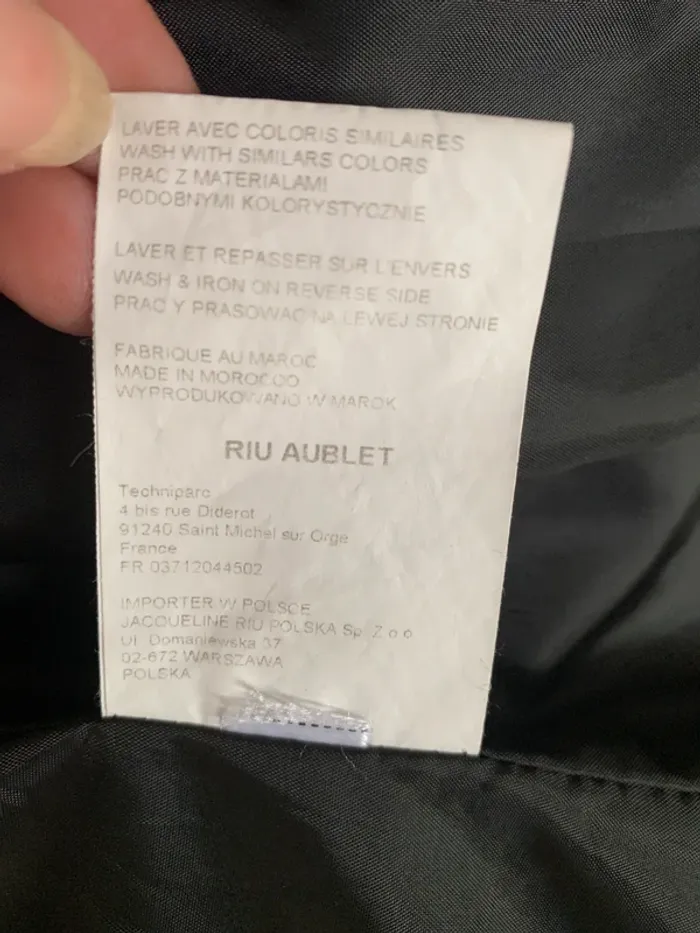 LAVER AVEC COLORIS SIMILAIRES
WASH WITH SIMILARS COLORS
PRAC Z MATERIALAMI
PODOBNYMI KOLORYSTYCZNIE
LAVER ET REPASSER SUR L'ENVERS
WASH & IRON ON REVERSE SIDE
PRAC Y PRASOWAC NA LEWEJ STRONIE
FABRIQUE AU MAROC
MADE IN MOROCCO
WYPRODUKOWANO W MAROK
RIU AUBLET
Techniparc
4 bis rue Diderot
91240 Saint Michel sur Orge
France
FR 03712044502
IMPORTER W POLSCE
JACQUELINE RIU POLSKA Sp. Z o o
Ul. Domaniewska 37
02-672 WARSZAWA
POLSKA